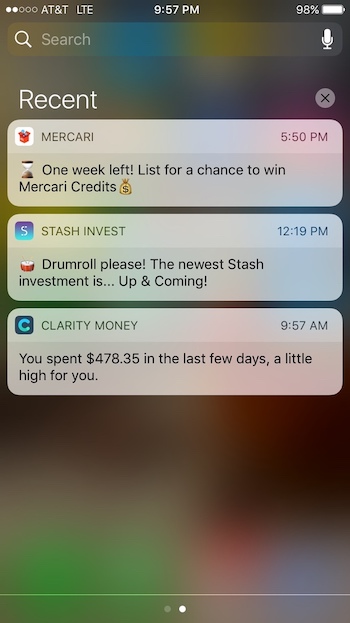 AT&T LTE 9:57 PM 98%
Search
Recent
MERCARI 5:50 PM
⌛ One week left! List for a chance to win
Mercari Credits💰
S STASH INVEST 12:19 PM
🥁 Drumroll please! The newest Stash
investment is... Up & Coming!
C CLARITY MONEY 9:57 AM
You spent $478.35 in the last few days, a little
high for you.